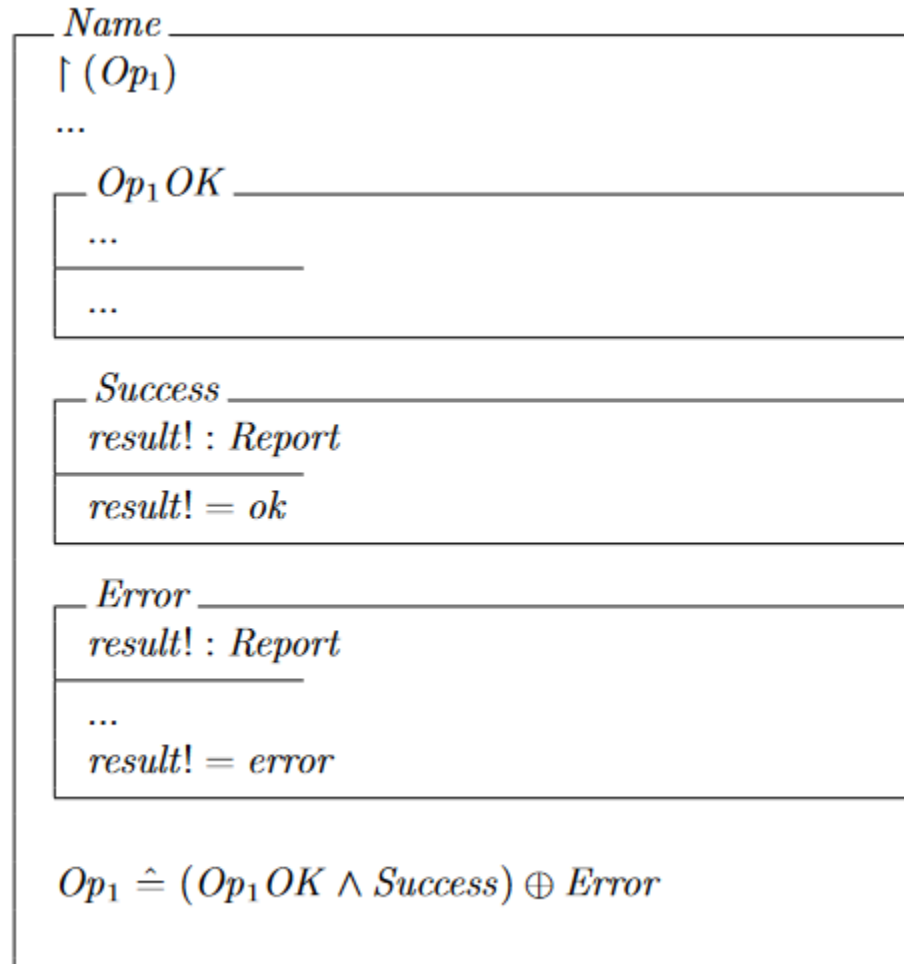 Name
↾ (Op₁)
...
Op₁OK
...
...
Success
result! : Report
result! = ok
Error
result! : Report
...
result! = error
Op₁ ≙ (Op₁OK ∧ Success) ⊕ Error